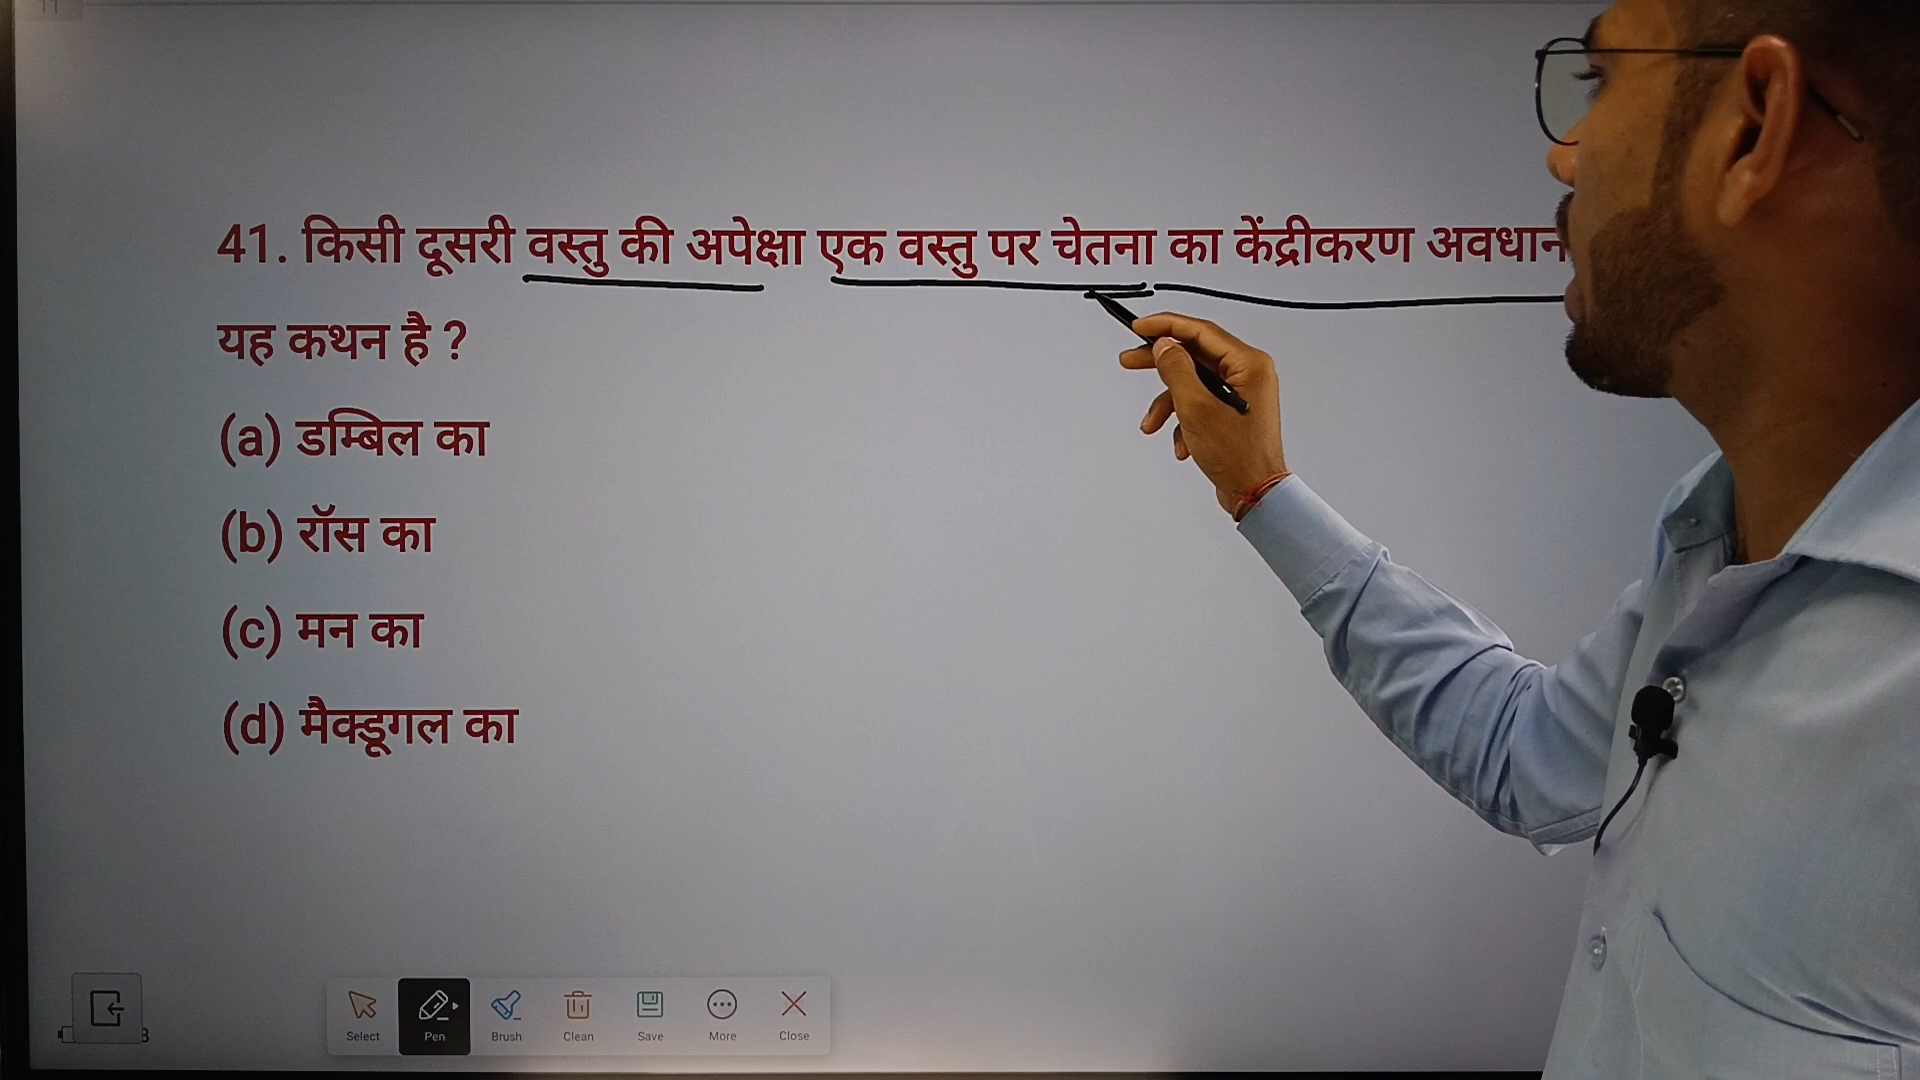 41. किसी दूसरी वस्तु की अपेक्षा एक वस्तु पर चेतना का केंद्रीकरण अवधान
यह कथन है ?
(a) डम्बिल का
(b) रॉस का
(c) मन का
(d) मैक्डूगल का
Select Pen Brush Clean Save More Close